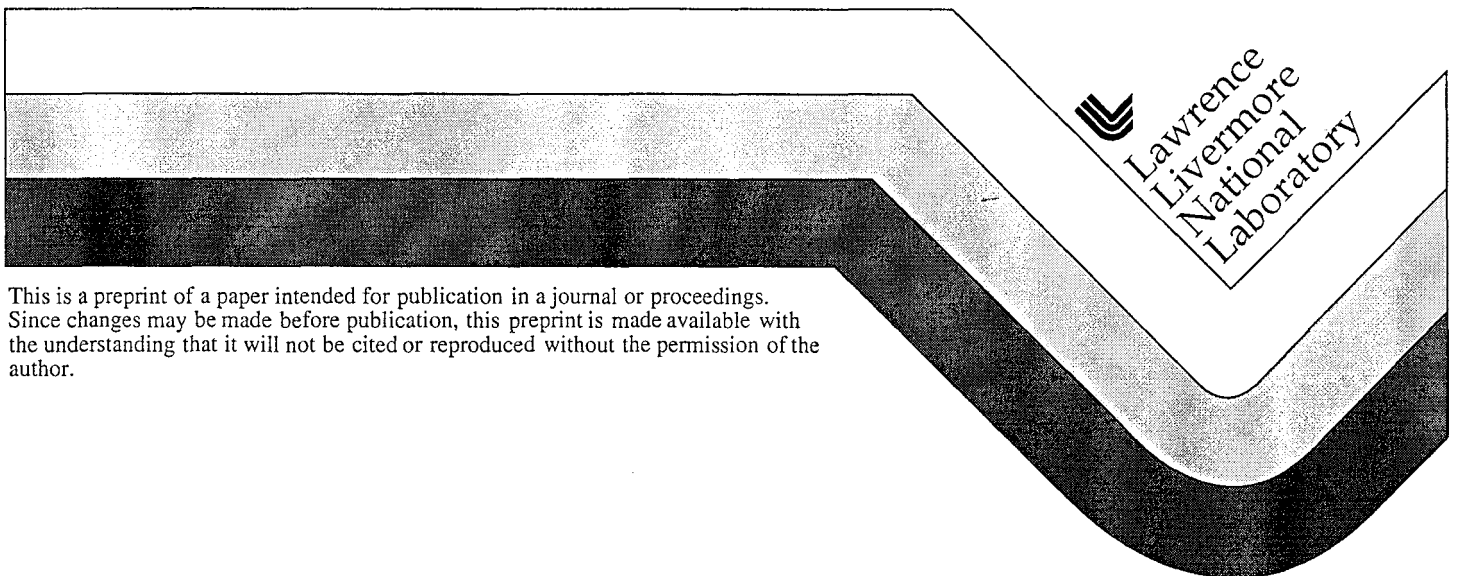 Lawrence
Livermore
National
Laboratory
This is a preprint of a paper intended for publication in a journal or proceedings.
Since changes may be made before publication, this preprint is made available with
the understanding that it will not be cited or reproduced without the permission of the
author.